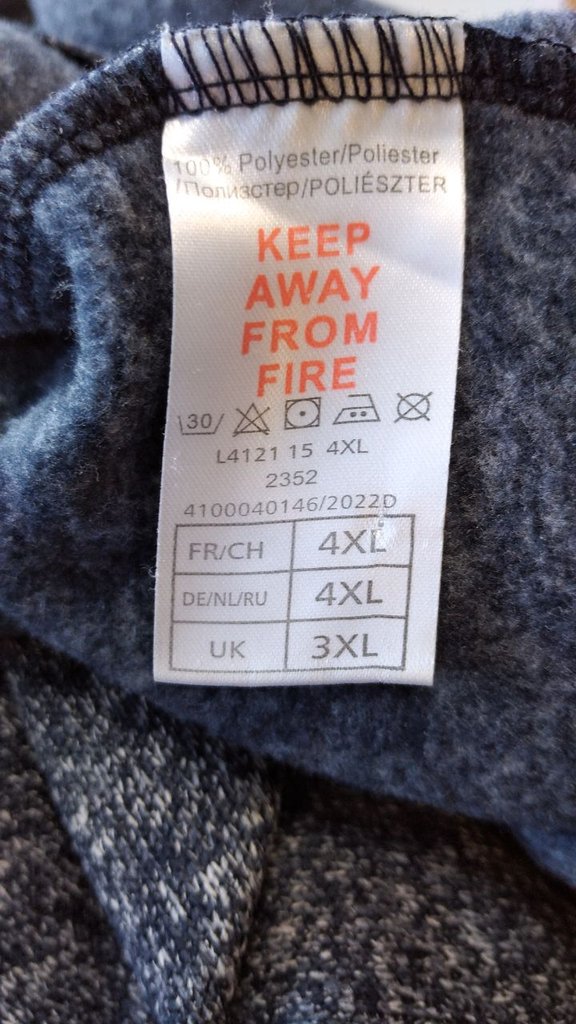 100% Polyester/Poliester
/Полиэстер/POLIÉSZTER
KEEP
AWAY
FROM
FIRE
30
L4121 15 4XL
2352
4100040146/2022D
FR/CH 4XL
DE/NL/RU 4XL
UK 3XL